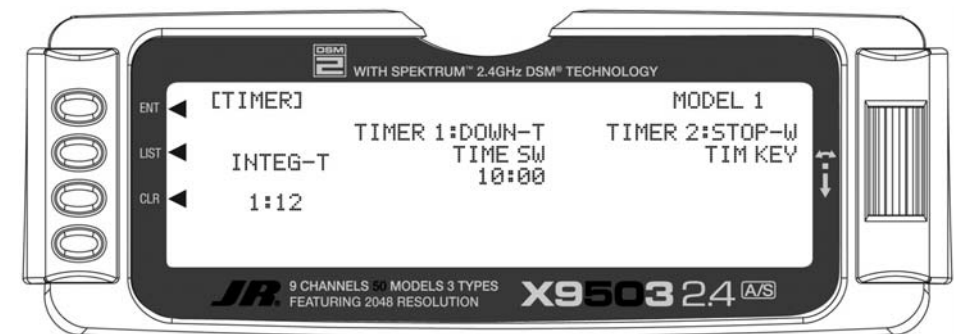 DSM
2 WITH SPEKTRUM™ 2.4GHz DSM® TECHNOLOGY
ENT [TIMER] MODEL 1
TIMER 1:DOWN-T TIMER 2:STOP-W
LIST INTEG-T TIME SW TIM KEY
10:00
CLR 1:12
JR. 9 CHANNELS 50 MODELS 3 TYPES
FEATURING 2048 RESOLUTION
X9503 2.4 A/S